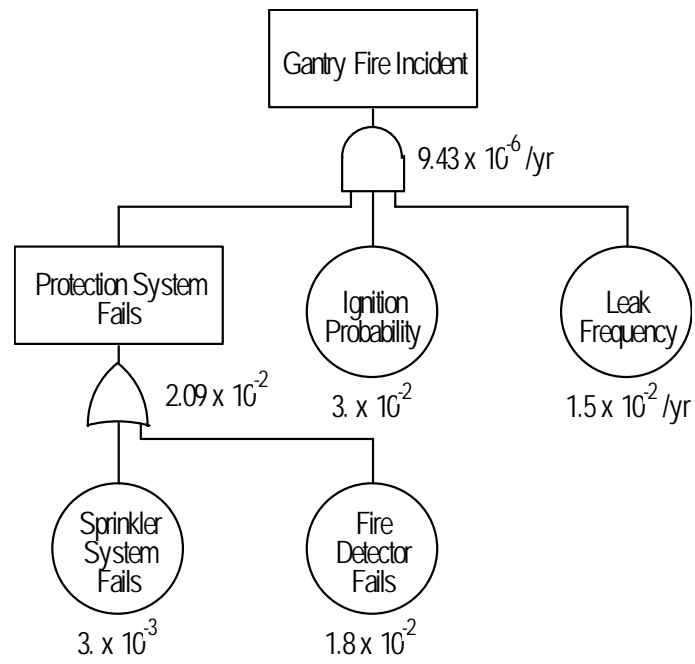 Gantry Fire Incident
9.43 x 10⁻⁶ /yr
Protection System
Fails
Ignition
Probability
Leak
Frequency
2.09 x 10⁻²
3. x 10⁻²
1.5 x 10⁻² /yr
Sprinkler
System
Fails
Fire
Detector
Fails
3. x 10⁻³
1.8 x 10⁻²